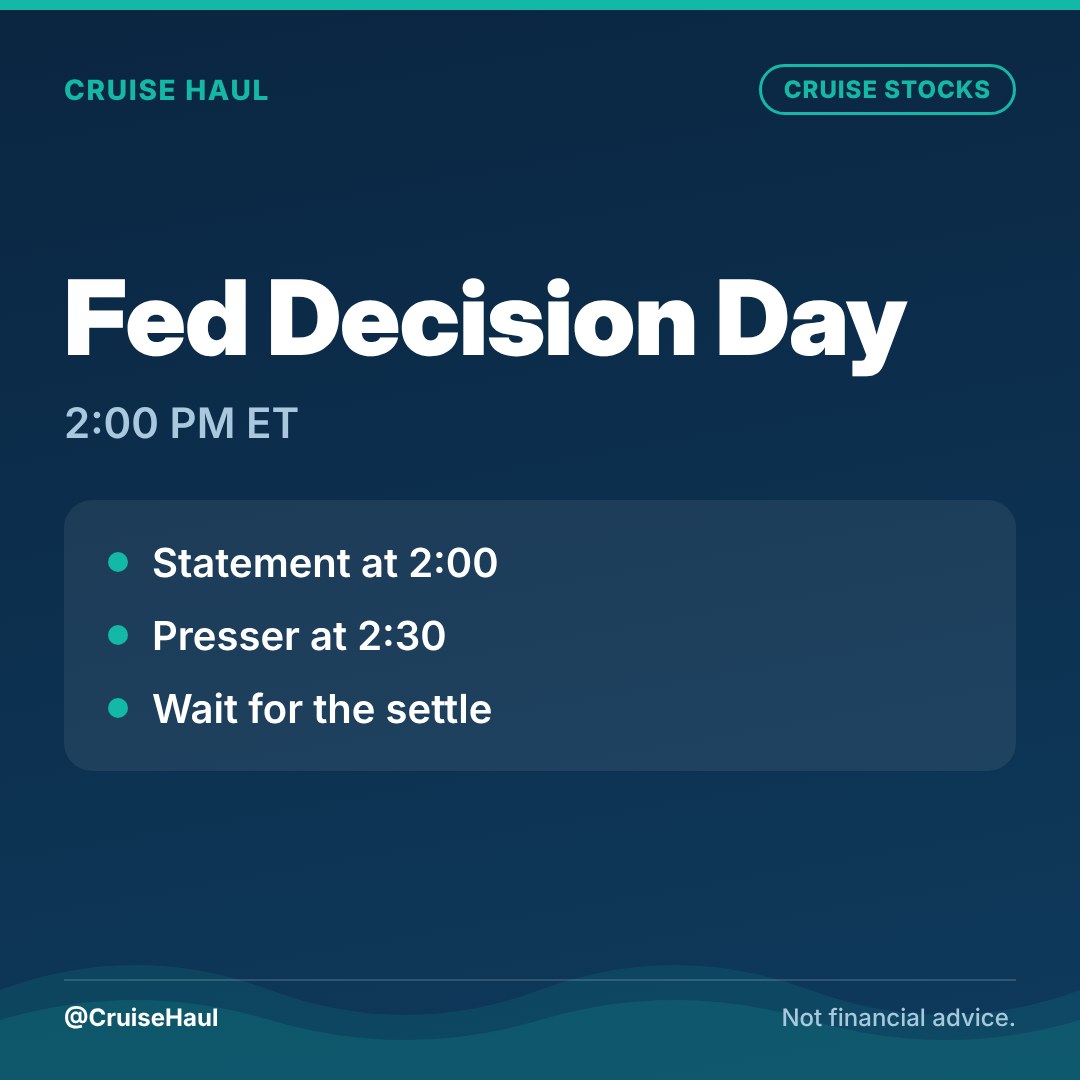 CRUISE HAUL
CRUISE STOCKS
Fed Decision Day
2:00 PM ET
Statement at 2:00
Presser at 2:30
Wait for the settle
@CruiseHaul
Not financial advice.